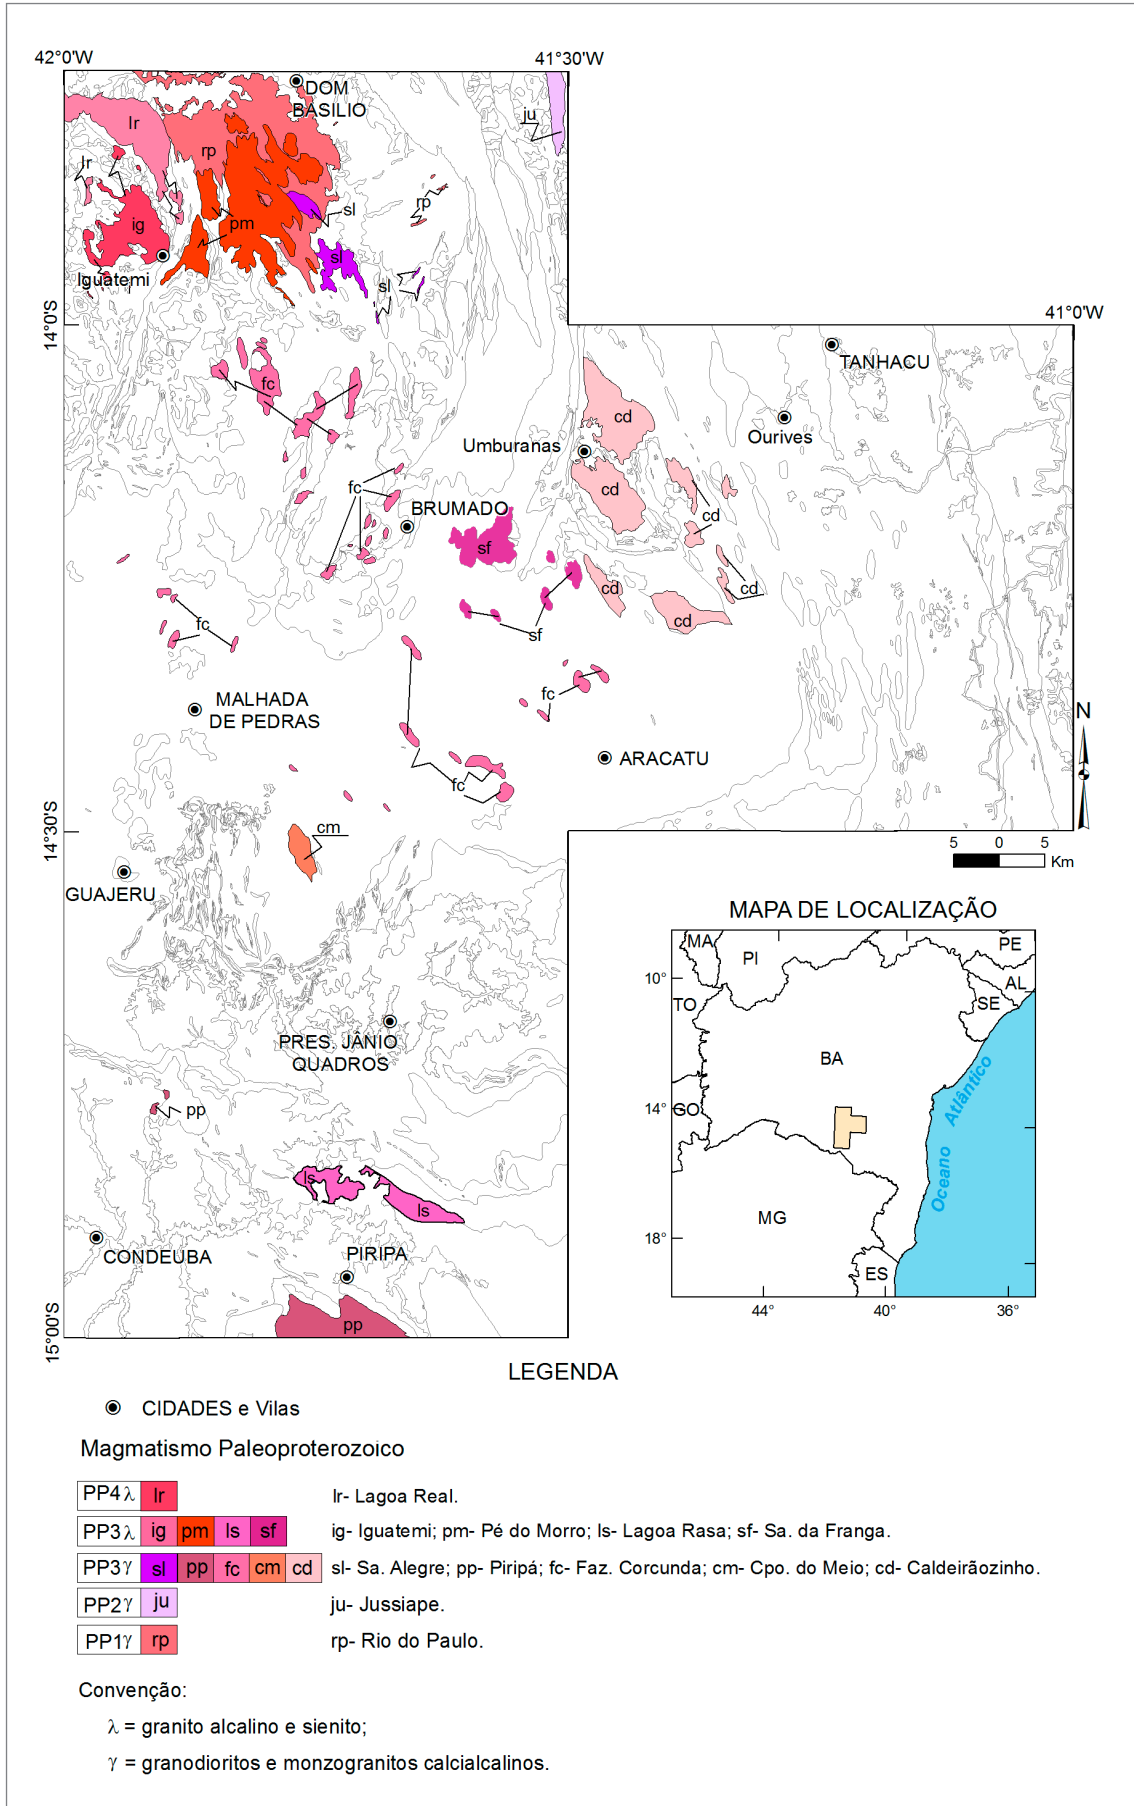 42°0'W
41°30'W
DOM
BASILIO
lr
ju
rp
lr
rp
sl
ig
pm
sl
Iguatemi
sl
14°0'S
41°0'W
TANHACU
fc
cd
Ourives
Umburanas
fc
cd
BRUMADO
cd
sf
cd
cd
cd
fc
sf
MALHADA
DE PEDRAS
fc
N
ARACATU
fc
14°30'S
cm
5 0 5
Km
GUAJERU
MAPA DE LOCALIZAÇÃO
MA
PI
PE
10°
AL
TO
SE
PRES. JÂNIO
QUADROS
BA
Oceano Atlântico
14°
GO
pp
ls
ls
MG
18°
CONDEUBA
PIRIPA
ES
44°
40°
36°
pp
15°00'S
LEGENDA
CIDADES e Vilas
Magmatismo Paleoproterozoico
PP4 λ lr lr- Lagoa Real.
PP3 λ ig pm ls sf ig- Iguatemi; pm- Pé do Morro; ls- Lagoa Rasa; sf- Sa. da Franga.
PP3 γ sl pp fc cm cd sl- Sa. Alegre; pp- Piripá; fc- Faz. Corcunda; cm- Cpo. do Meio; cd- Caldeirãozinho.
PP2 γ ju ju- Jussiape.
PP1 γ rp rp- Rio do Paulo.
Convenção:
λ = granito alcalino e sienito;
γ = granodioritos e monzogranitos calcialcalinos.